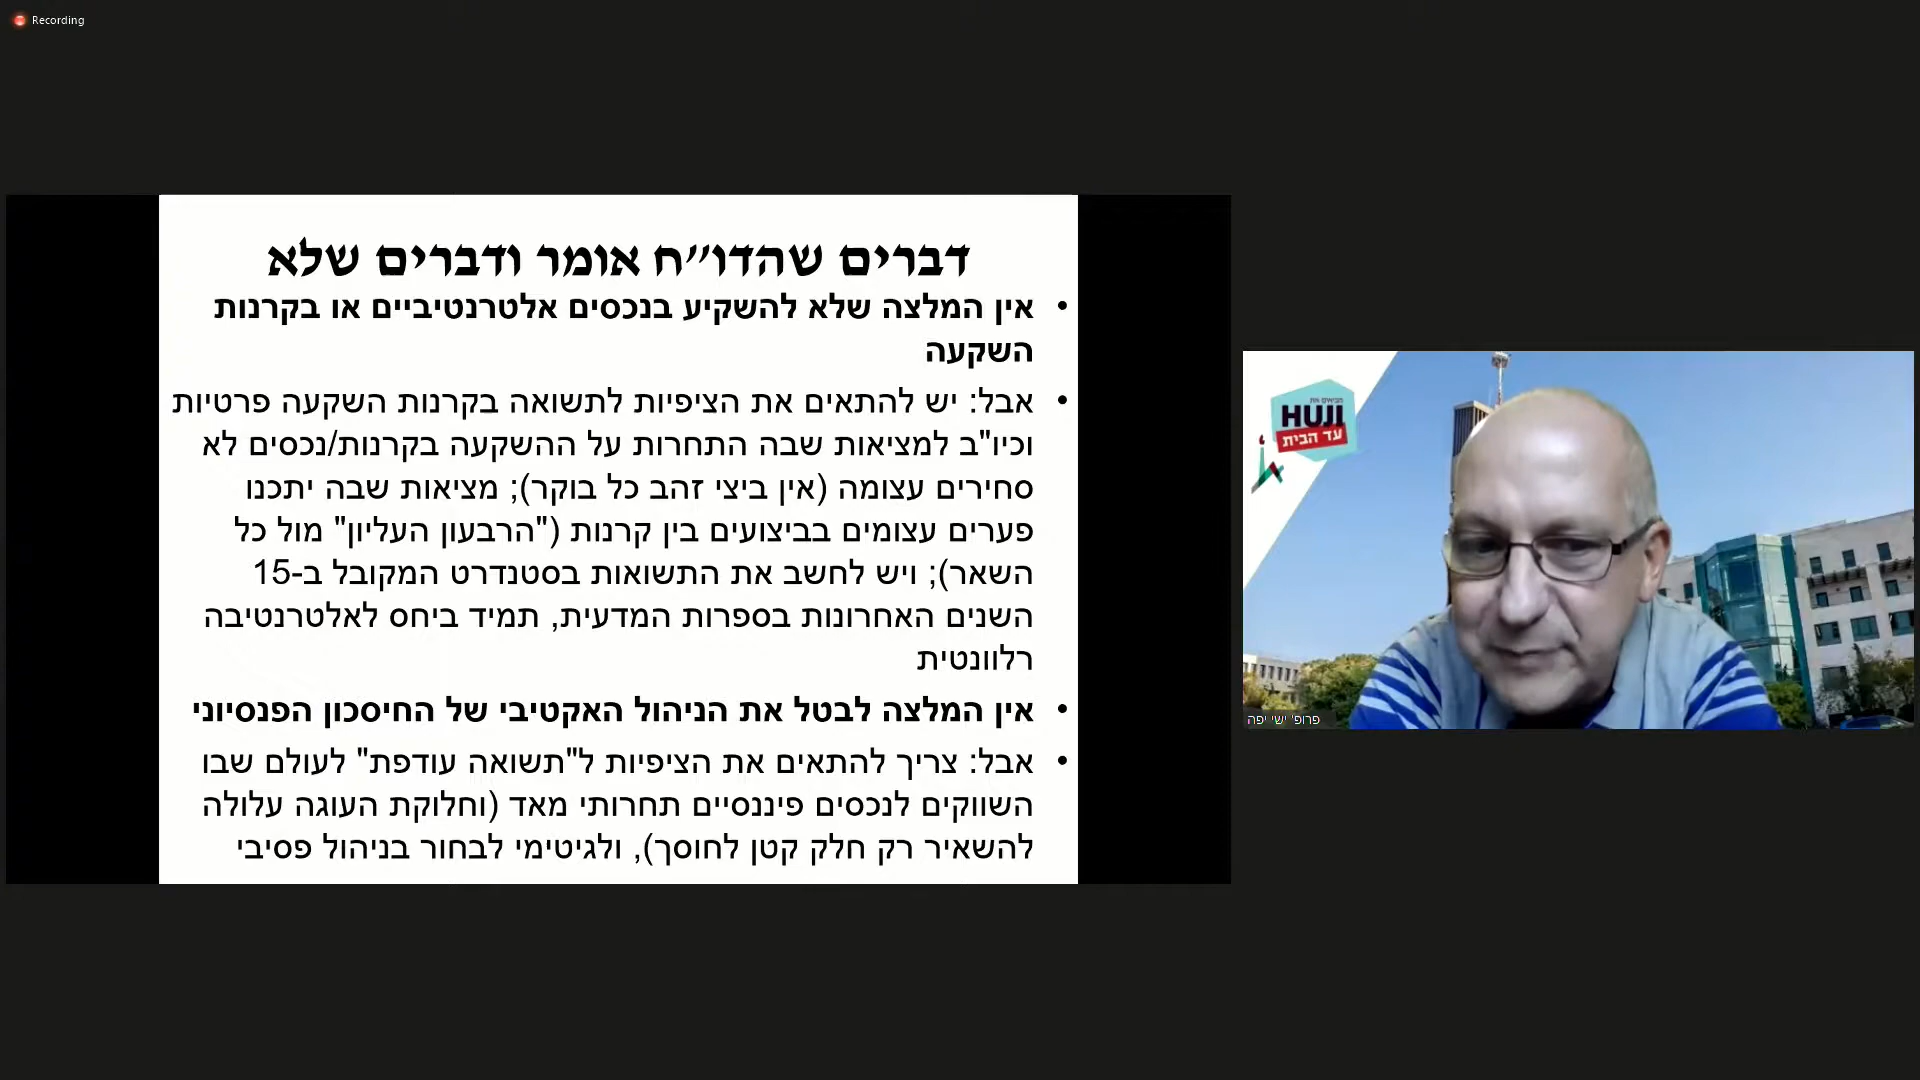 Recording
דברים שהדו״ח אומר ודברים שלא
• אין המלצה שלא להשקיע בנכסים אלטרנטיביים או בקרנות
השקעה
• אבל: יש להתאים את הציפיות לתשואה בקרנות השקעה פרטיות
וכיו"ב למציאות שבה התחרות על ההשקעה בקרנות/נכסים לא
סחירים עצומה (אין ביצי זהב כל בוקר); מציאות שבה יתכנו
פערים עצומים בביצועים בין קרנות ("הרבעון העליון" מול כל
השאר); ויש לחשב את התשואות בסטנדרט המקובל ב-15
השנים האחרונות בספרות המדעית, תמיד ביחס לאלטרנטיבה
רלוונטית
• אין המלצה לבטל את הניהול האקטיבי של החיסכון הפנסיוני
• אבל: צריך להתאים את הציפיות ל"תשואה עודפת" לעולם שבו
השווקים לנכסים פיננסיים תחרותי מאד (וחלוקת העוגה עלולה
להשאיר רק חלק קטן לחוסך), ולגיטימי לבחור בניהול פסיבי
מביאים את
HUJI
עד הבית
פרופ' ישי יפה